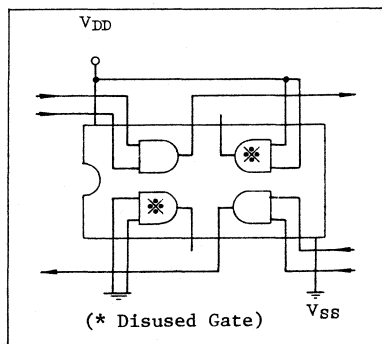 VDD
※
※
VSS
(* Disused Gate)